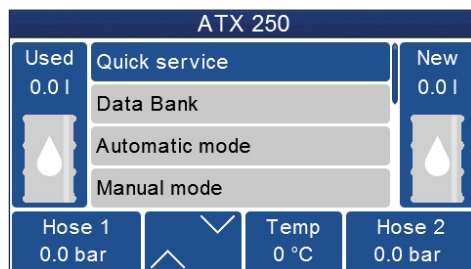 ATX 250
Used
0.0 l
Quick service
Data Bank
Automatic mode
Manual mode
New
0.0 l
Hose 1
0.0 bar
Temp
0 °C
Hose 2
0.0 bar